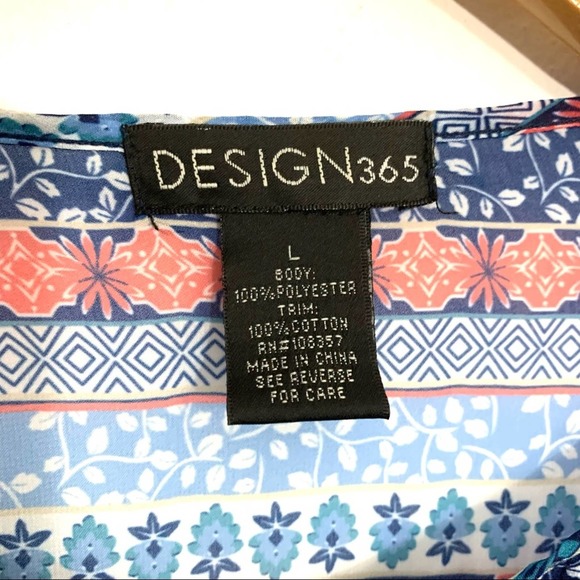 DESIGN365
L
BODY:
100%POLYESTER
TRIM:
100%COTTON
RN#108357
MADE IN CHINA
SEE REVERSE
FOR CARE